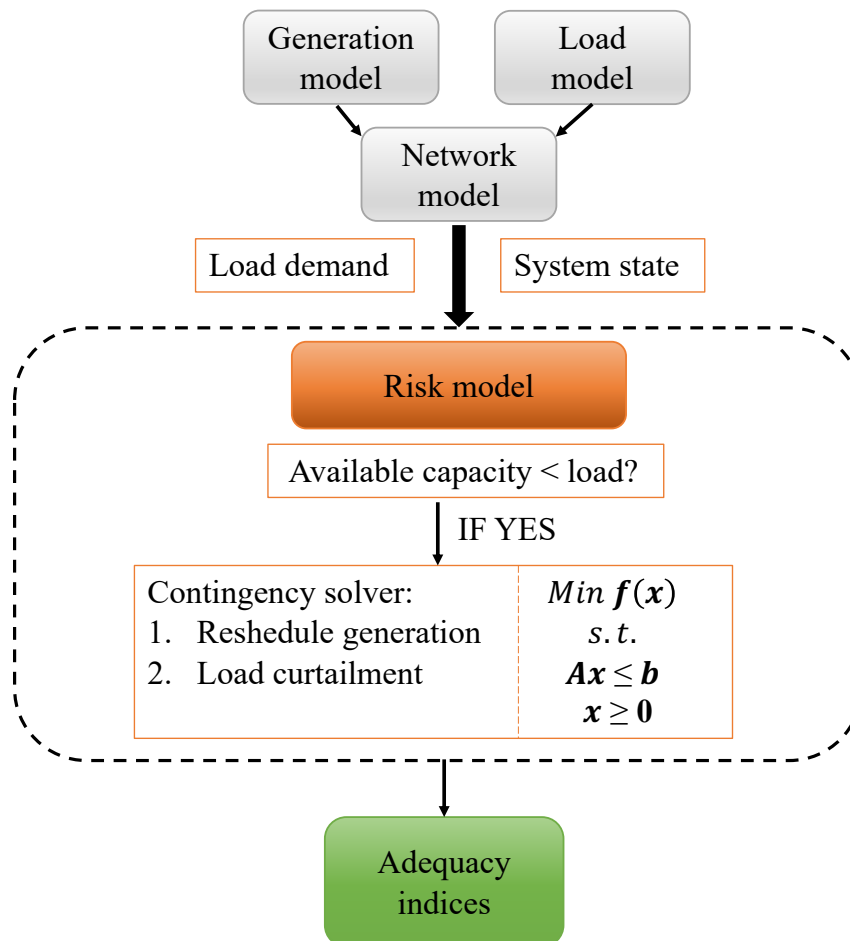 Generation
model
Load
model
Network
model
Load demand
System state
Risk model
Available capacity < load?
IF YES
Contingency solver:
1. Reshedule generation
2. Load curtailment
Min f(x)
s.t.
Ax ≤ b
x ≥ 0
Adequacy
indices